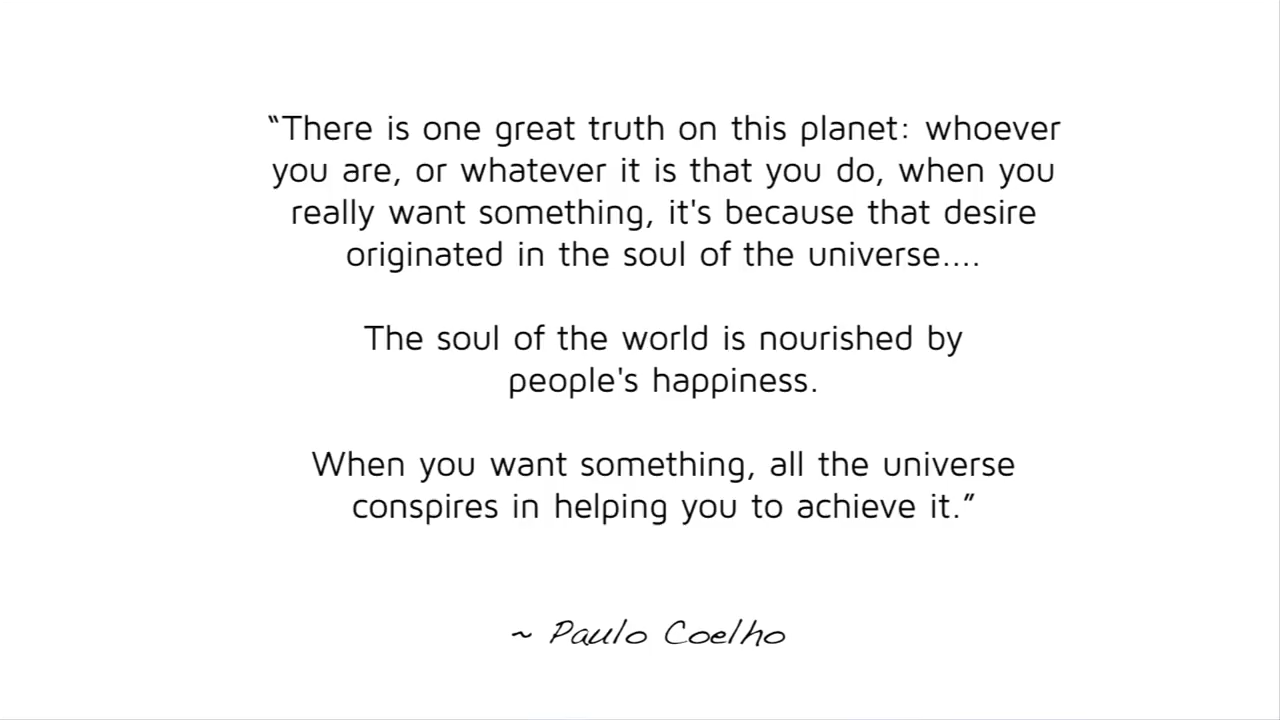 “There is one great truth on this planet: whoever
you are, or whatever it is that you do, when you
really want something, it's because that desire
originated in the soul of the universe....
The soul of the world is nourished by
people's happiness.
When you want something, all the universe
conspires in helping you to achieve it.”
~ Paulo Coelho